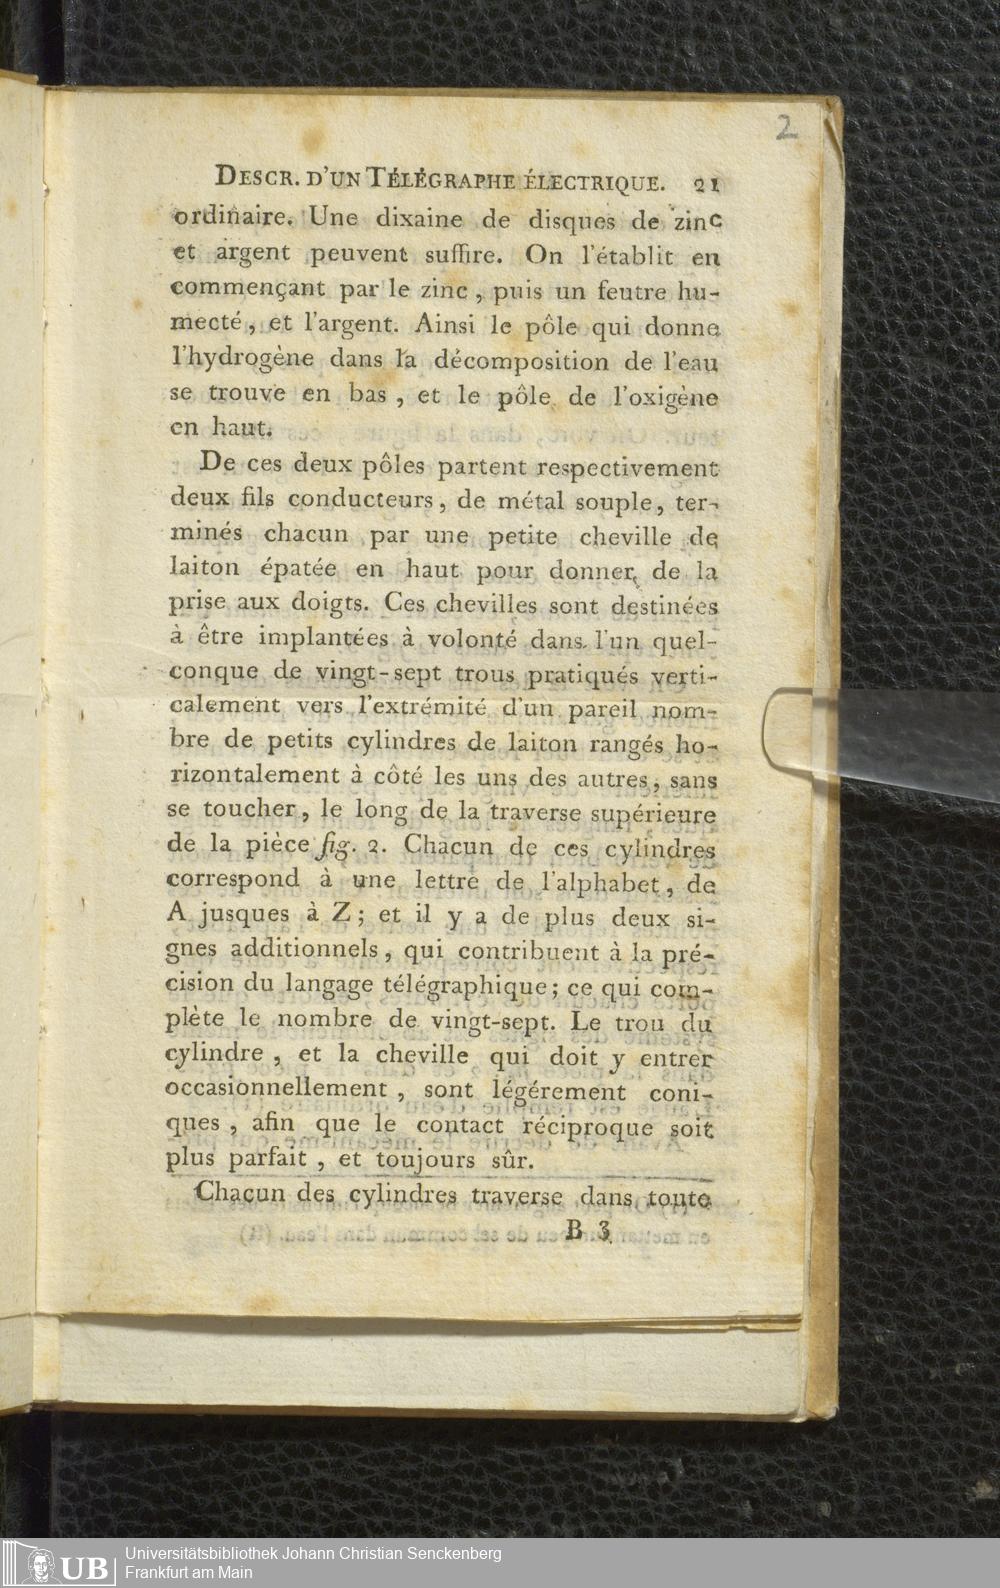 2
DESCR. D'UN TÉLÉGRAPHE ÉLECTRIQUE. 21
ordinaire. Une dixaine de disques de zinc
et argent peuvent suffire. On l'établit en
commençant par le zinc, puis un feutre hu-
mecté, et l'argent. Ainsi le pôle qui donne
l'hydrogène dans la décomposition de l'eau
se trouve en bas, et le pôle de l'oxigène
en haut.
De ces deux pôles partent respectivement
deux fils conducteurs, de métal souple, ter-
minés chacun par une petite cheville de
laiton épatée en haut pour donner de la
prise aux doigts. Ces chevilles sont destinées
à être implantées à volonté dans l'un quel-
conque de vingt-sept trous pratiqués verti-
calement vers l'extrémité d'un pareil nom-
bre de petits cylindres de laiton rangés ho-
rizontalement à côté les uns des autres, sans
se toucher, le long de la traverse supérieure
de la pièce fig. 2. Chacun de ces cylindres
correspond à une lettre de l'alphabet, de
A jusques à Z; et il y a de plus deux si-
gnes additionnels, qui contribuent à la pré-
cision du langage télégraphique; ce qui com-
plète le nombre de vingt-sept. Le trou du
cylindre, et la cheville qui doit y entrer
occasionnellement, sont légérement coni-
ques, afin que le contact réciproque soit
plus parfait, et toujours sûr.
Chacun des cylindres traverse dans toute
B 3
UB
Universitätsbibliothek Johann Christian Senckenberg
Frankfurt am Main